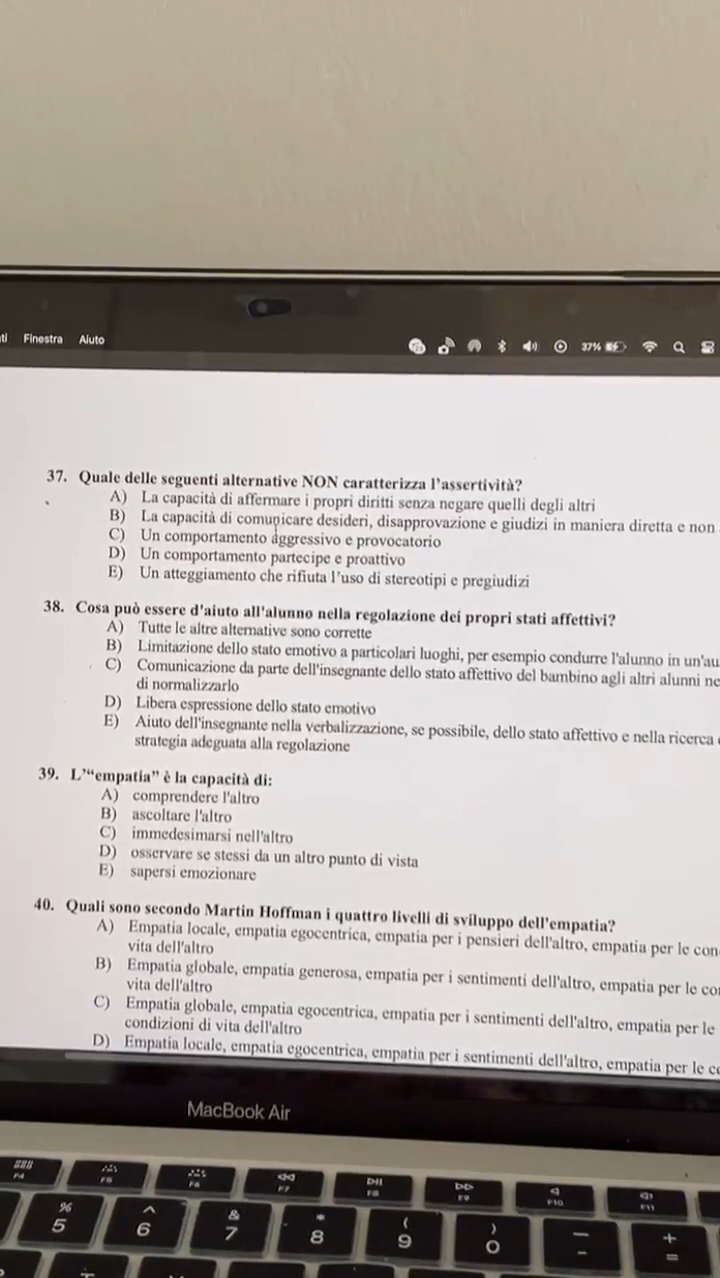 ti Finestra Aiuto 37%
37. Quale delle seguenti alternative NON caratterizza l'assertività?
A) La capacità di affermare i propri diritti senza negare quelli degli altri
B) La capacità di comunicare desideri, disapprovazione e giudizi in maniera diretta e non
C) Un comportamento aggressivo e provocatorio
D) Un comportamento partecipe e proattivo
E) Un atteggiamento che rifiuta l'uso di stereotipi e pregiudizi
38. Cosa può essere d'aiuto all'alunno nella regolazione dei propri stati affettivi?
A) Tutte le altre alternative sono corrette
B) Limitazione dello stato emotivo a particolari luoghi, per esempio condurre l'alunno in un'au
C) Comunicazione da parte dell'insegnante dello stato affettivo del bambino agli altri alunni ne
di normalizzarlo
D) Libera espressione dello stato emotivo
E) Aiuto dell'insegnante nella verbalizzazione, se possibile, dello stato affettivo e nella ricerca
strategia adeguata alla regolazione
39. L'“empatia” è la capacità di:
A) comprendere l'altro
B) ascoltare l'altro
C) immedesimarsi nell'altro
D) osservare se stessi da un altro punto di vista
E) sapersi emozionare
40. Quali sono secondo Martin Hoffman i quattro livelli di sviluppo dell'empatia?
A) Empatia locale, empatia egocentrica, empatia per i pensieri dell'altro, empatia per le con
vita dell'altro
B) Empatia globale, empatia generosa, empatia per i sentimenti dell'altro, empatia per le co
vita dell'altro
C) Empatia globale, empatia egocentrica, empatia per i sentimenti dell'altro, empatia per le
condizioni di vita dell'altro
D) Empatia locale, empatia egocentrica, empatia per i sentimenti dell'altro, empatia per le c
MacBook Air
F4 F5 F6 F7 F8 F9 F10 F11
% & * ( ) +
5 6 7 8 9 0 - =